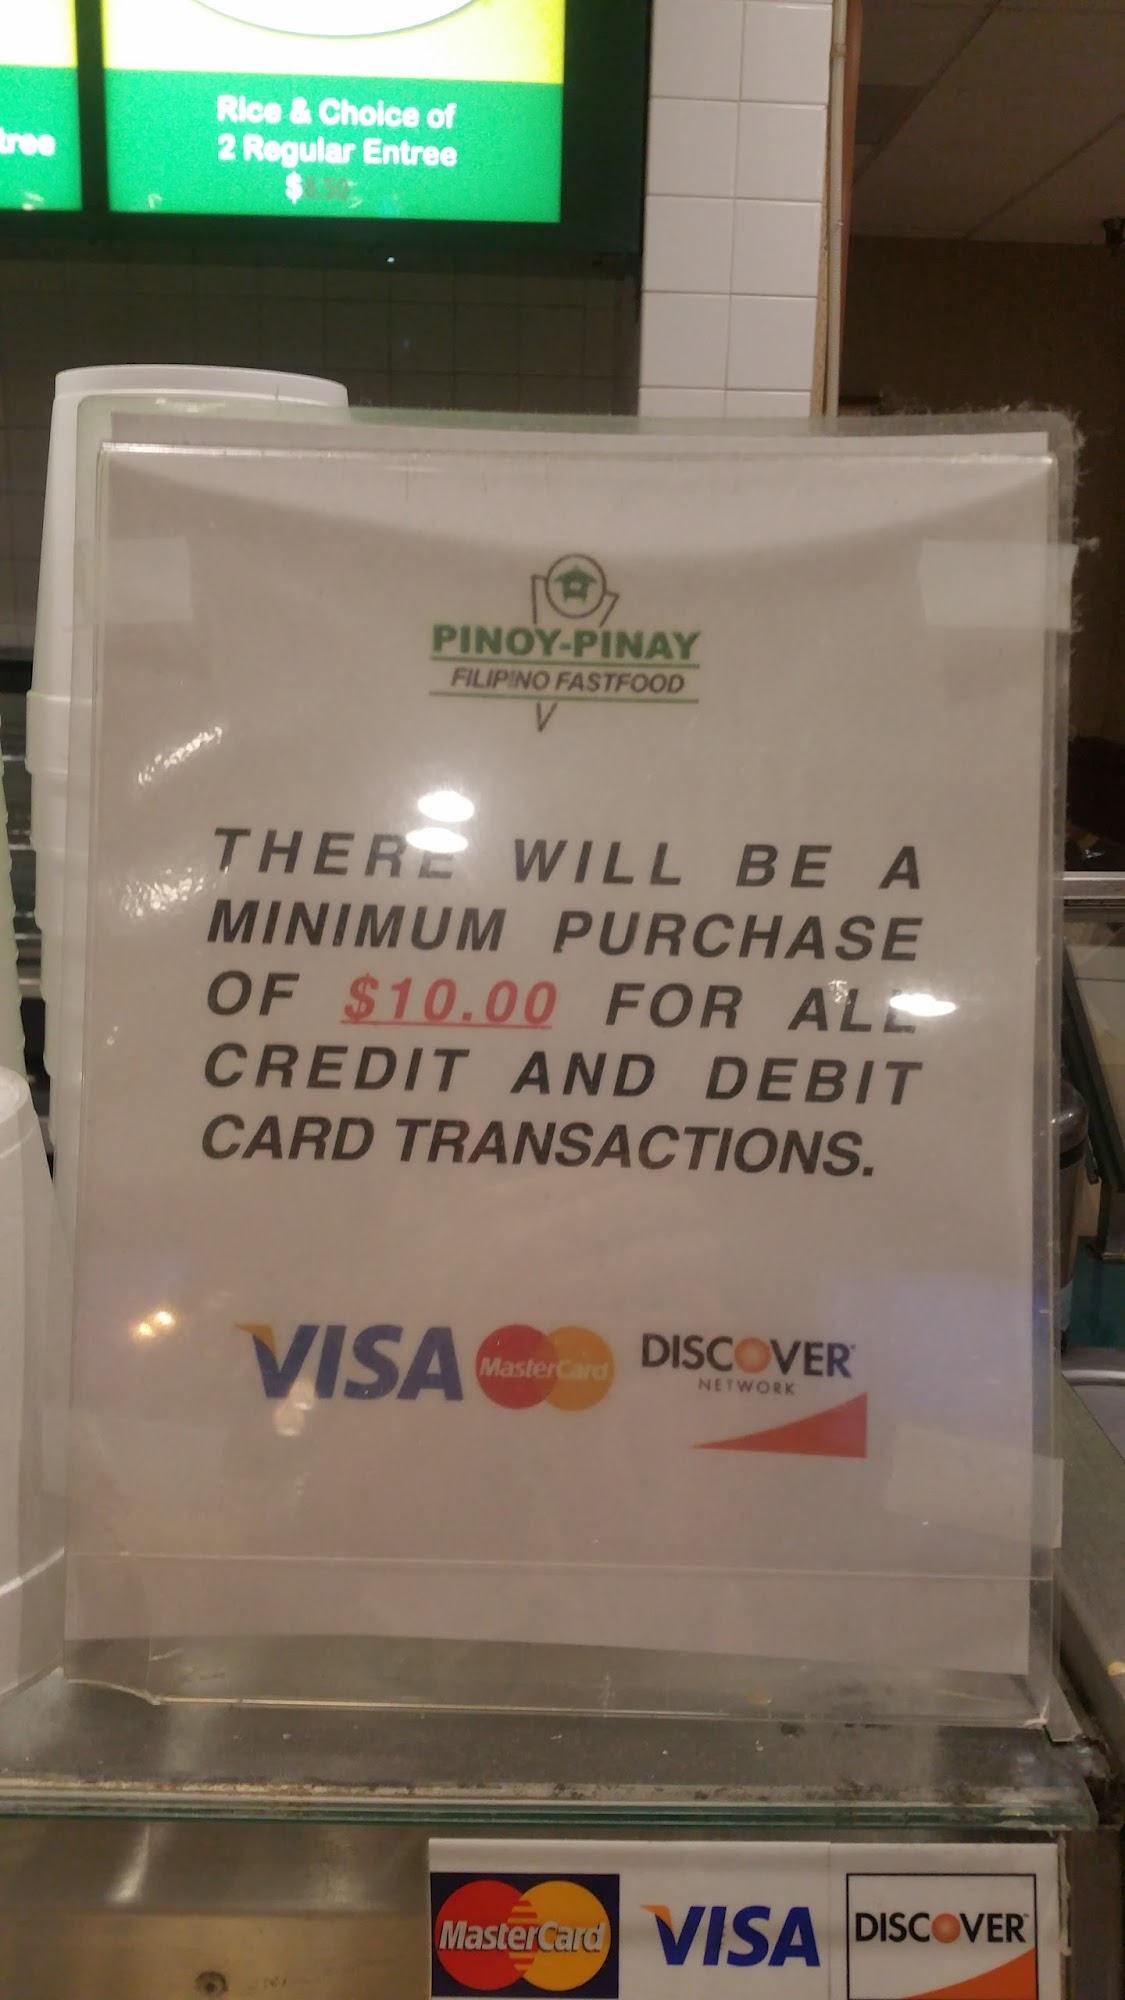 tree
Rice & Choice of
2 Regular Entree
$
PINOY-PINAY
FILIPINO FASTFOOD
THERE WILL BE A
MINIMUM PURCHASE
OF $10.00 FOR ALL
CREDIT AND DEBIT
CARD TRANSACTIONS.
VISA MasterCard DISCOVER
NETWORK
MasterCard VISA DISCOVER